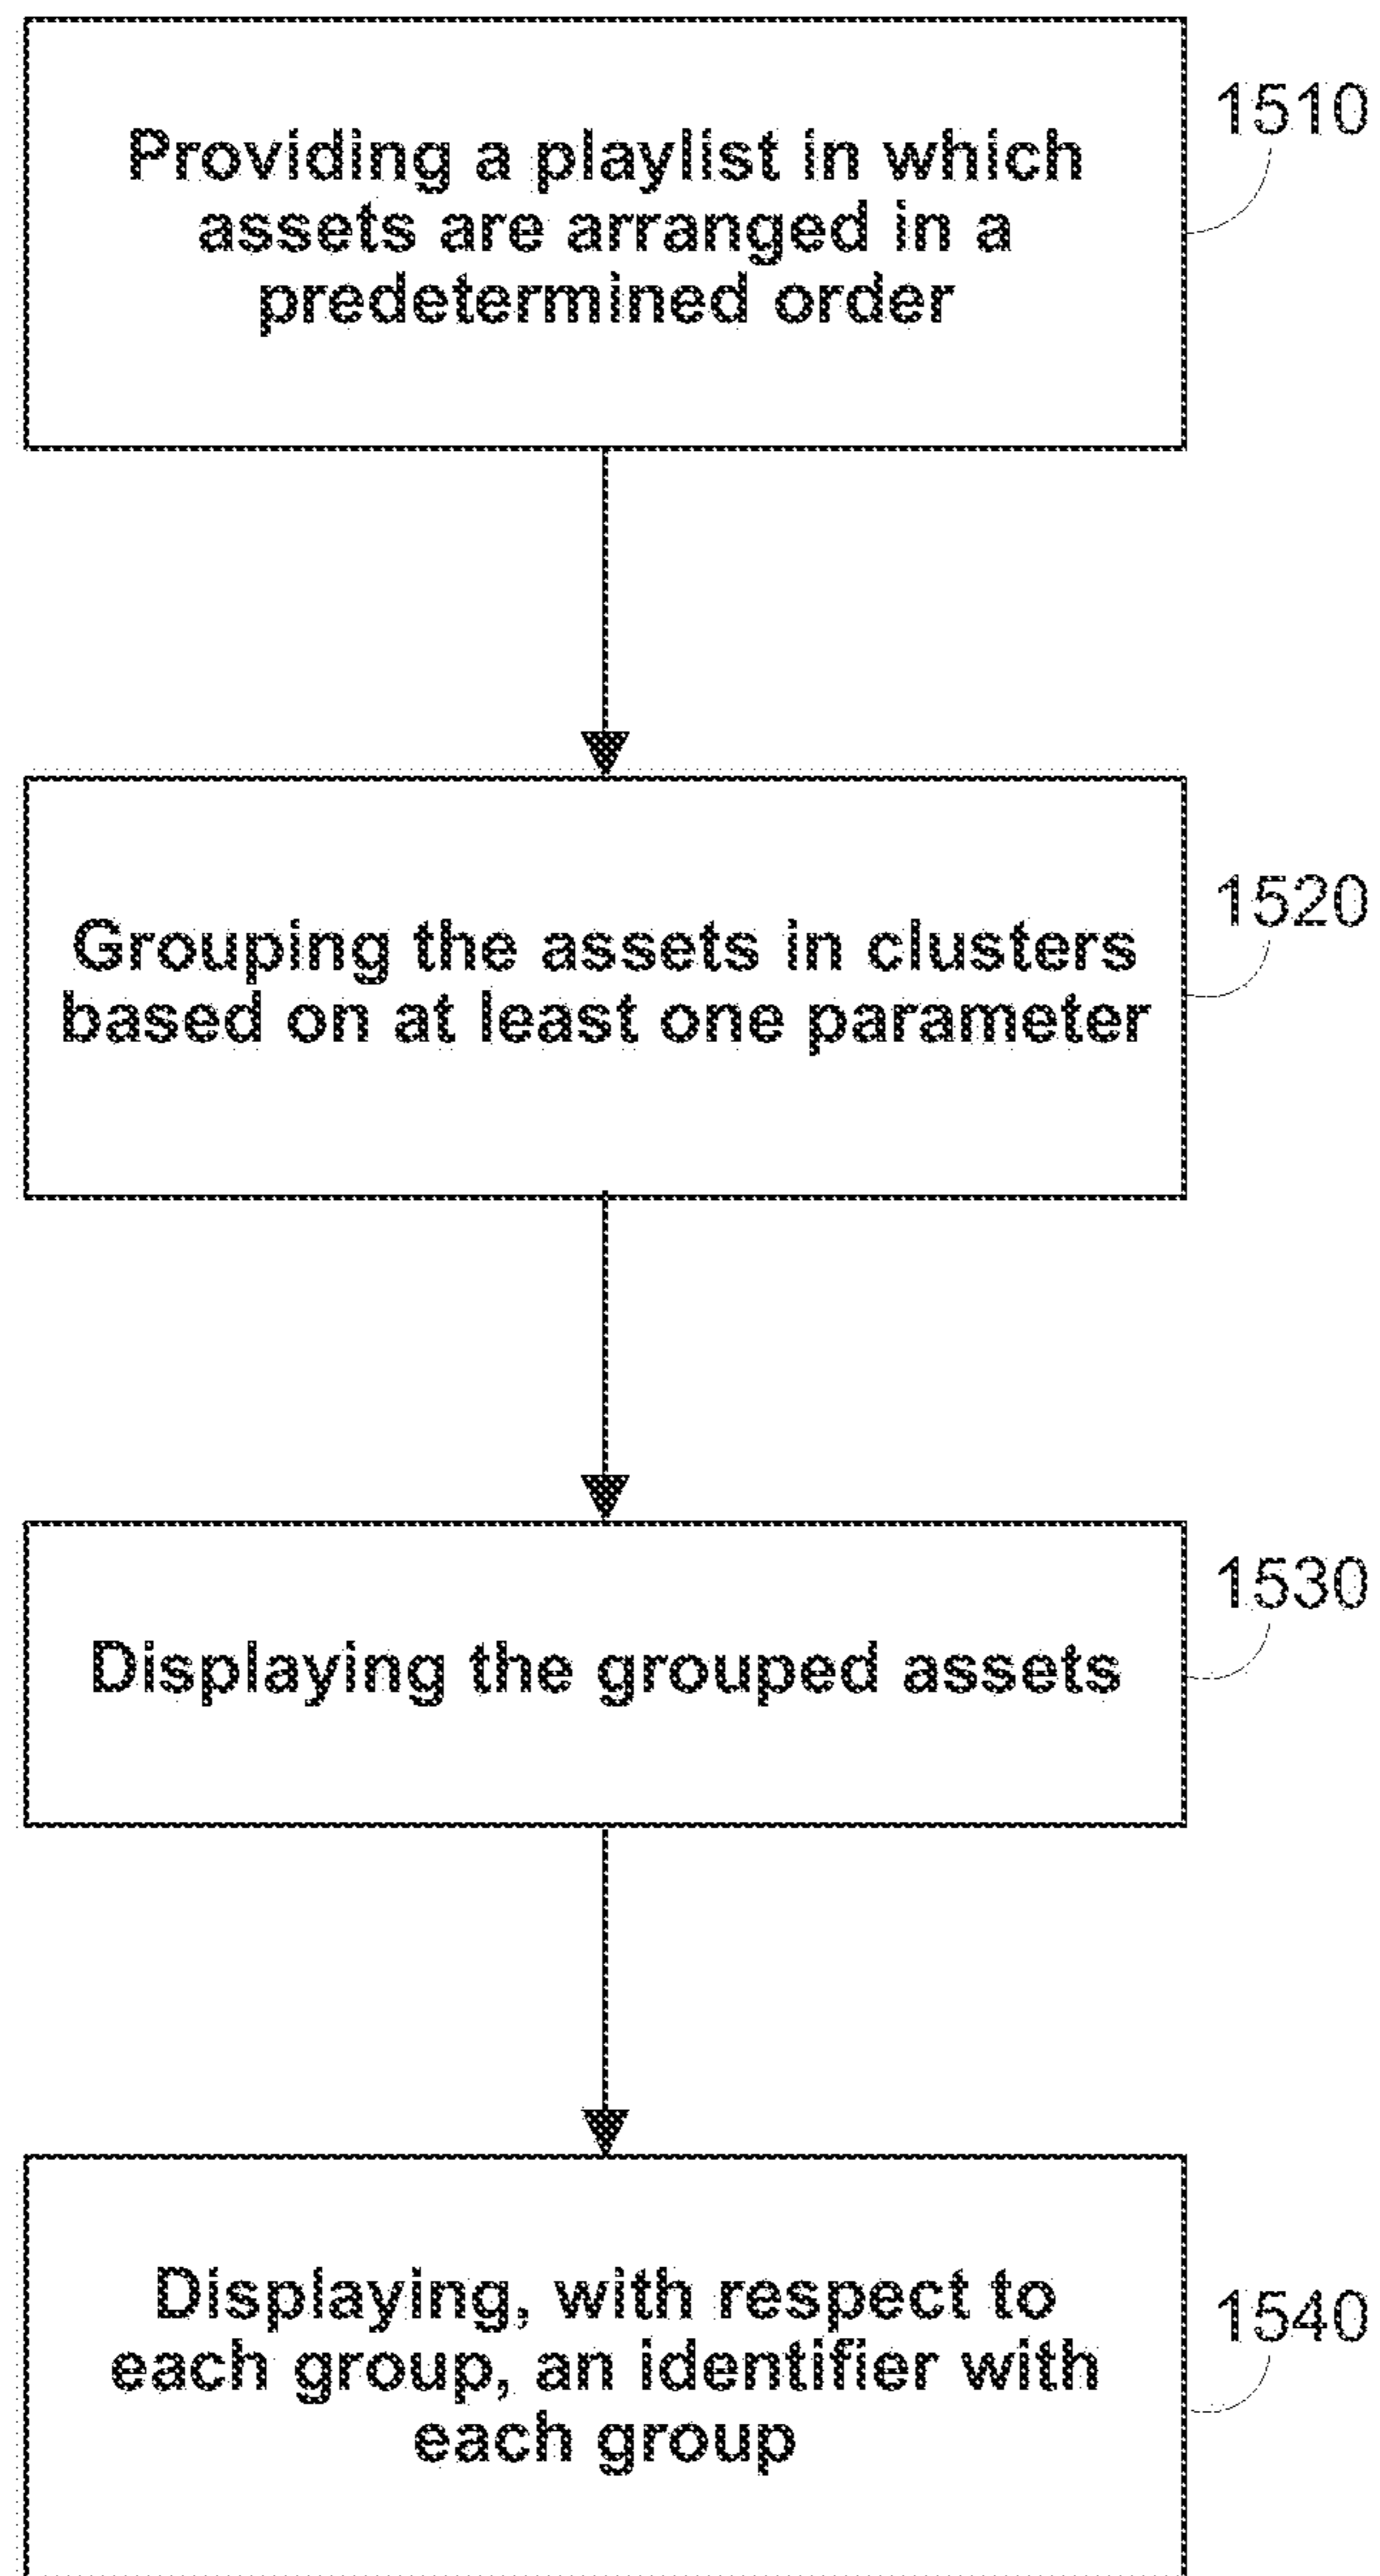 Providing a playlist in which
assets are arranged in a
predetermined order
1510
Grouping the assets in clusters
based on at least one parameter
1520
Displaying the grouped assets
1530
Displaying, with respect to
each group, an identifier with
each group
1540